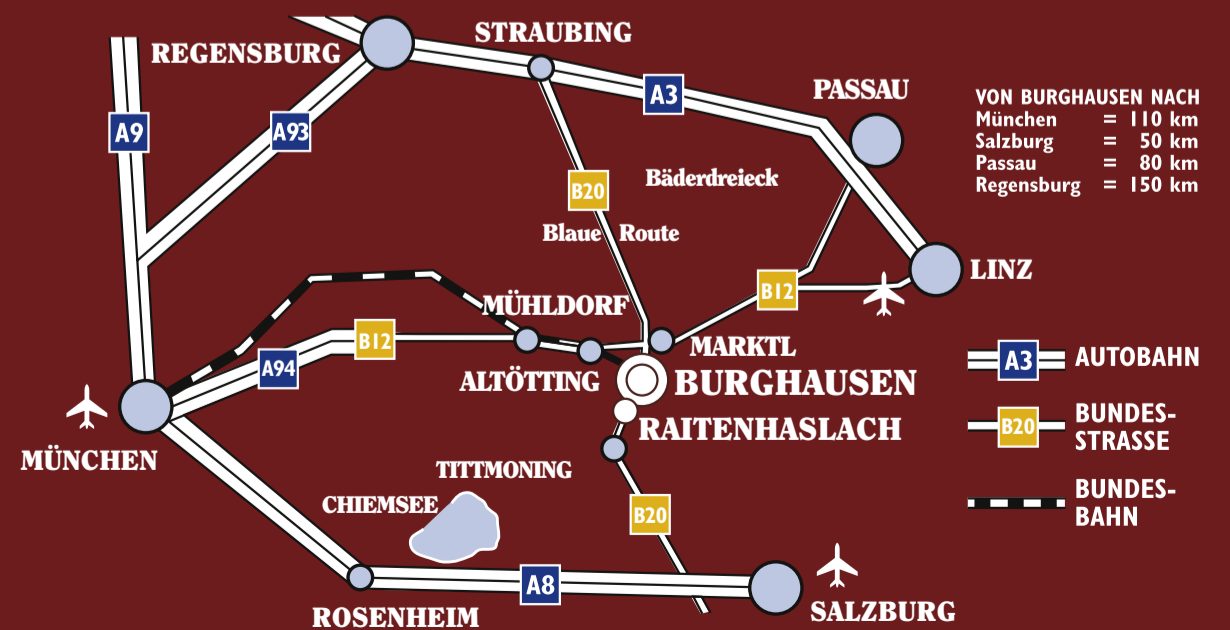 STRAUBING
REGENSBURG
A3
PASSAU
VON BURGHAUSEN NACH
München = 110 km
Salzburg = 50 km
Passau = 80 km
Regensburg = 150 km
A9
A93
B20
Bäderdreieck
Blaue Route
LINZ
B12
MÜHLDORF
B12
MARKTL
A94
ALTÖTTING
BURGHAUSEN
RAITENHASLACH
MÜNCHEN
TITTMONING
CHIEMSEE
B20
A8
ROSENHEIM
SALZBURG
A3 AUTOBAHN
B20 BUNDES-
STRASSE
BUNDES-
BAHN